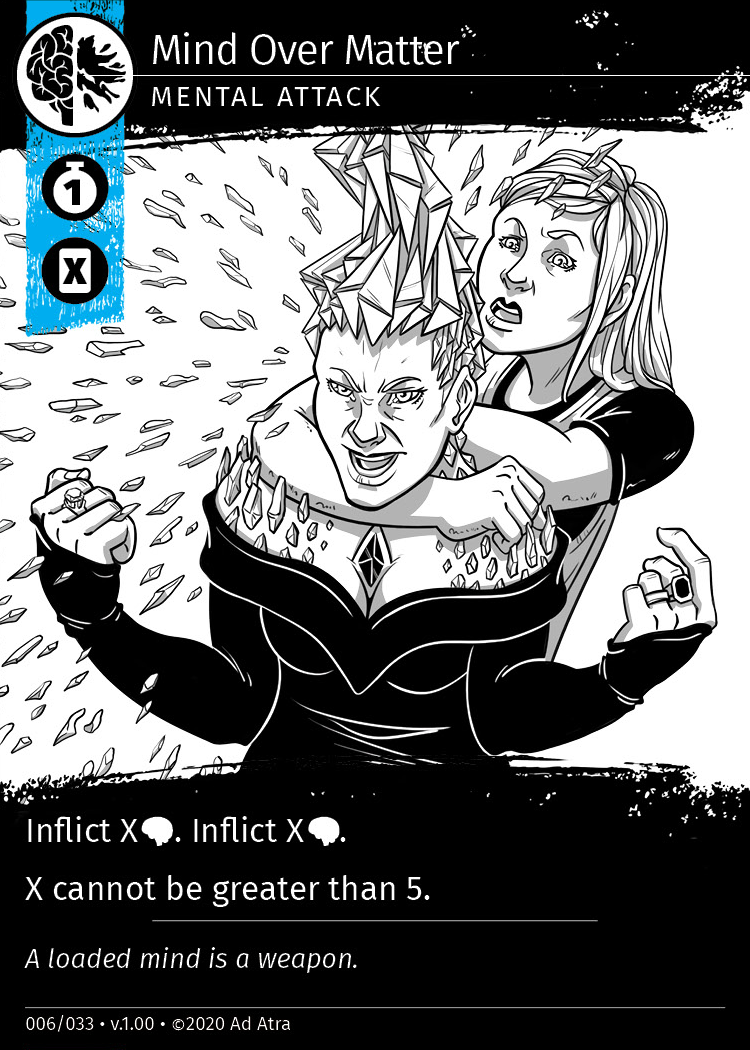 Mind Over Matter
MENTAL ATTACK
1
X
Inflict X. Inflict X.
X cannot be greater than 5.
A loaded mind is a weapon.
006/033 • v.1.00 • ©2020 Ad Atra